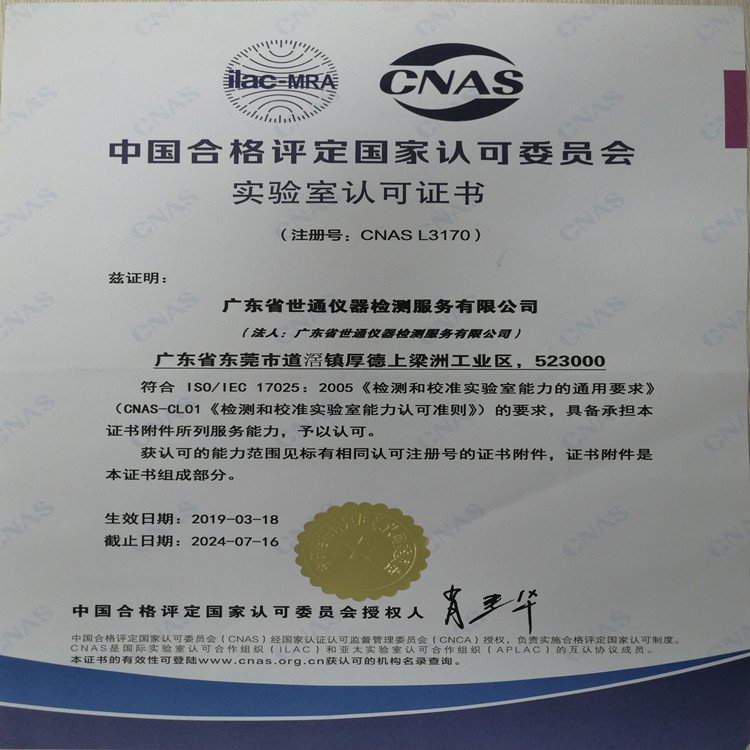 ilac-MRA
CNAS
中国合格评定国家认可委员会
实验室认可证书
（注册号：CNAS L3170）
兹证明：
广东省世通仪器检测服务有限公司
（法人：广东省世通仪器检测服务有限公司）
广东省东莞市道滘镇厚德上梁洲工业区，523000
符合 ISO/IEC 17025：2005《检测和校准实验室能力的通用要求》
（CNAS-CL01《检测和校准实验室能力认可准则》）的要求，具备承担本
证书附件所列服务能力，予以认可。
获认可的能力范围见标有相同认可注册号的证书附件，证书附件是
本证书组成部分。
生效日期：2019-03-18
截止日期：2024-07-16
中国合格评定国家认可委员会授权人
中国合格评定国家认可委员会（CNAS）经国家认证认可监督管理委员会（CNCA）授权，负责实施合格评定国家认可制度。
CNAS是国际实验室认可合作组织（ILAC）和亚太实验室认可合作组织（APLAC）的互认协议成员。
本证书的有效性可登陆www.cnas.org.cn获认可的机构名录查询。